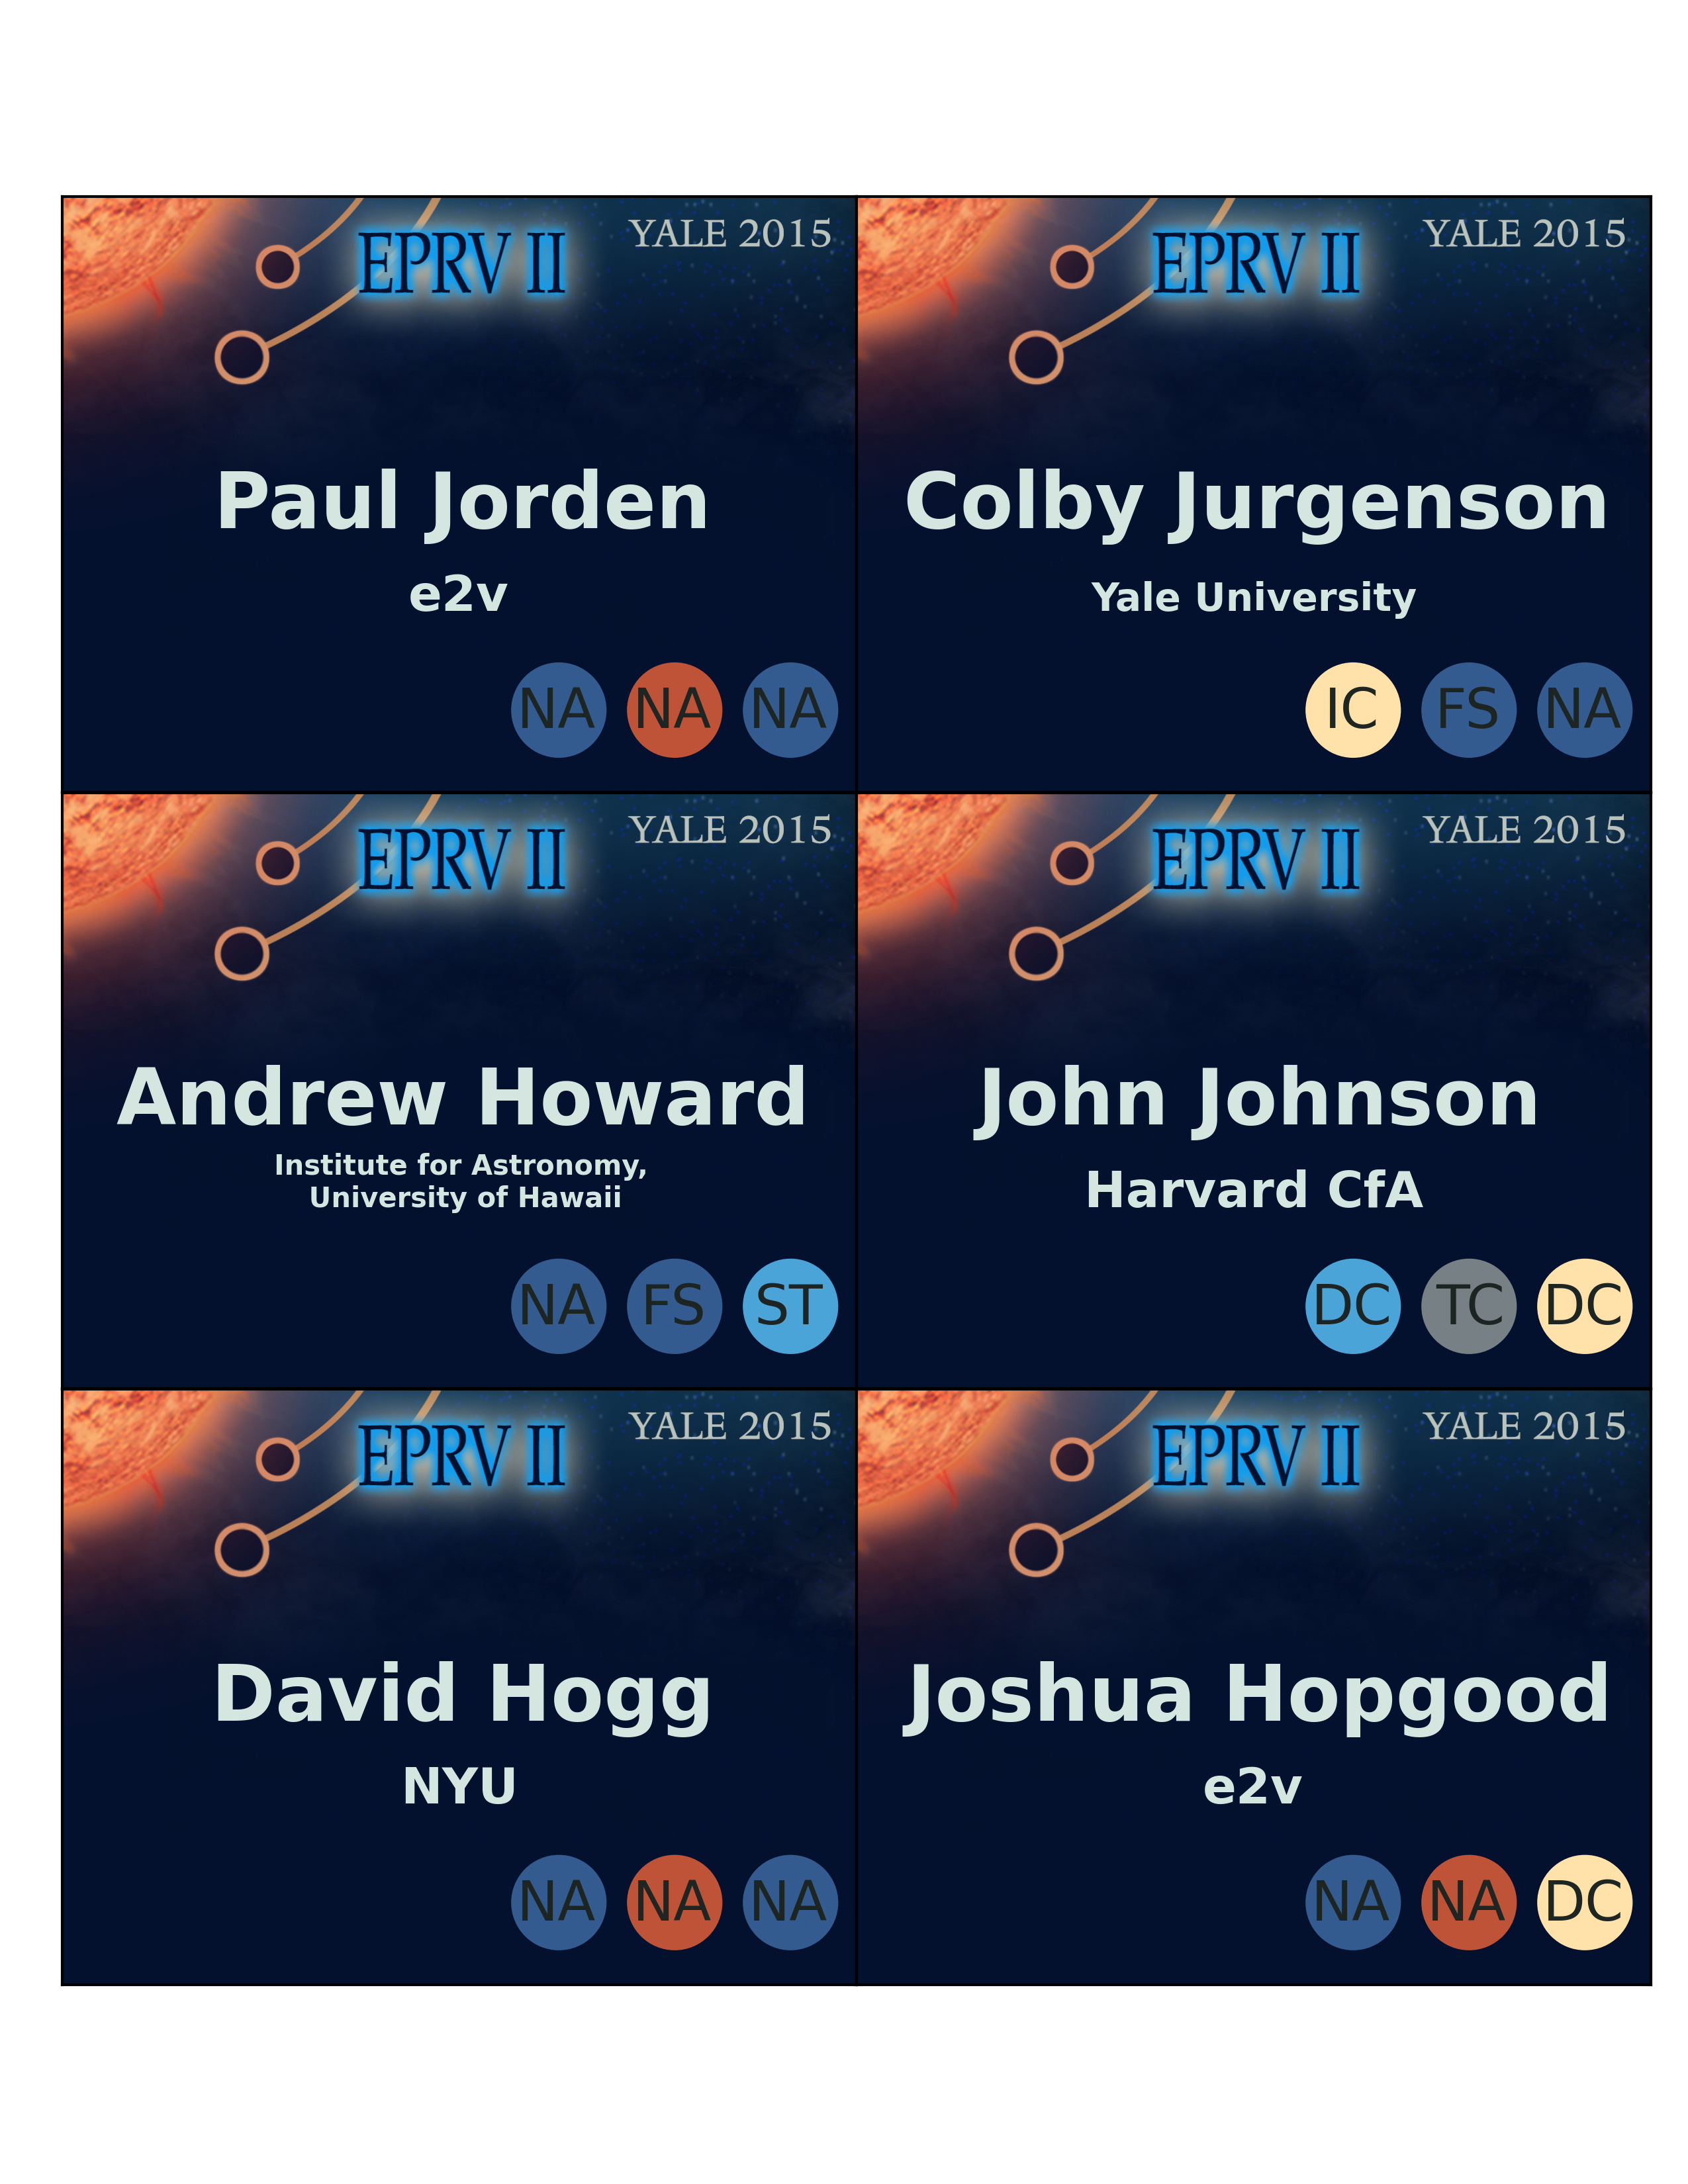 EPRV II
YALE 2015
Paul Jorden
e2v
NA NA NA
EPRV II
YALE 2015
Colby Jurgenson
Yale University
IC FS NA
EPRV II
YALE 2015
Andrew Howard
Institute for Astronomy,
University of Hawaii
NA FS ST
EPRV II
YALE 2015
John Johnson
Harvard CfA
DC TC DC
EPRV II
YALE 2015
David Hogg
NYU
NA NA NA
EPRV II
YALE 2015
Joshua Hopgood
e2v
NA NA DC